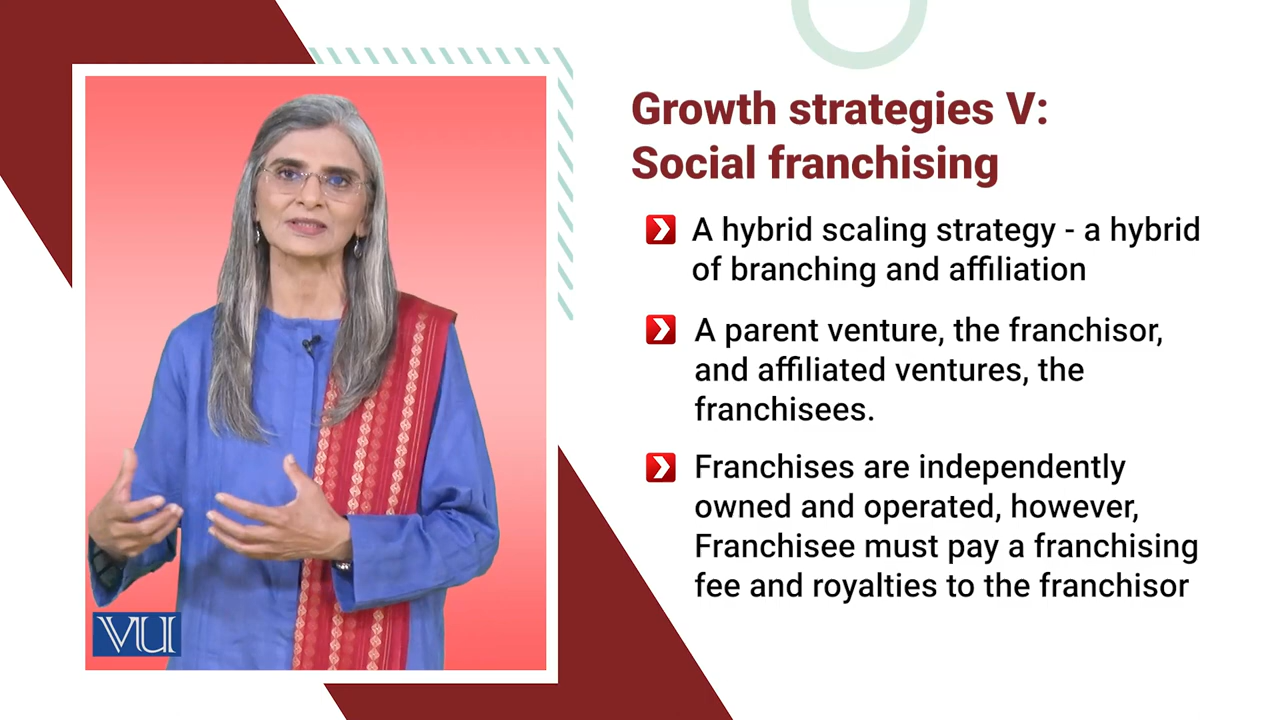 Growth strategies V:
Social franchising
A hybrid scaling strategy - a hybrid
of branching and affiliation
A parent venture, the franchisor,
and affiliated ventures, the
franchisees.
Franchises are independently
owned and operated, however,
Franchisee must pay a franchising
fee and royalties to the franchisor
VU